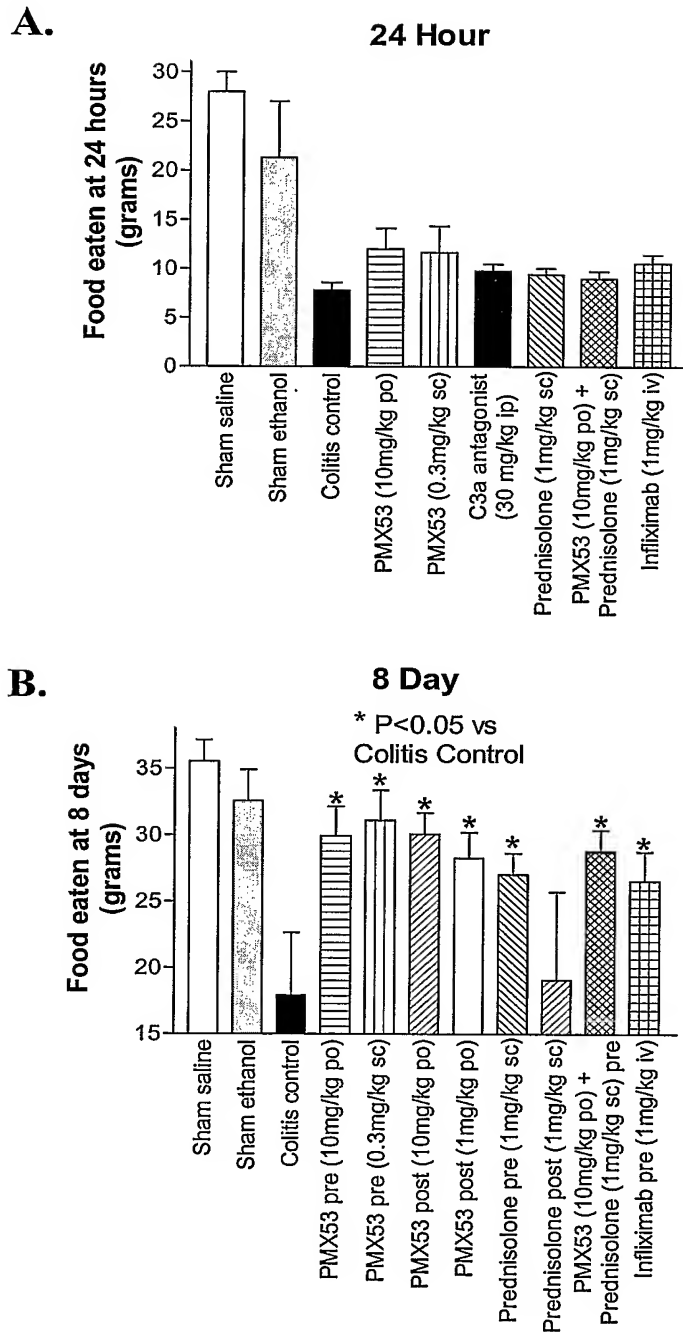 A.
24 Hour
Food eaten at 24 hours
(grams)
30
25
20
15
10
5
0
Sham saline
Sham ethanol
Colitis control
PMX53 (10mg/kg po)
PMX53 (0.3mg/kg sc)
C3a antagonist
(30 mg/kg ip)
Prednisolone (1mg/kg sc)
PMX53 (10mg/kg po) +
Prednisolone (1mg/kg sc)
Infliximab (1mg/kg iv)
B.
8 Day
* P<0.05 vs
Colitis Control
Food eaten at 8 days
(grams)
35
30
25
20
15
* * * * * * *
Sham saline
Sham ethanol
Colitis control
PMX53 pre (10mg/kg po)
PMX53 pre (0.3mg/kg sc)
PMX53 post (10mg/kg po)
PMX53 post (1mg/kg po)
Prednisolone pre (1mg/kg sc)
Prednisolone post (1mg/kg sc)
PMX53 (10mg/kg po) +
Prednisolone (1mg/kg sc) pre
Infliximab pre (1mg/kg iv)